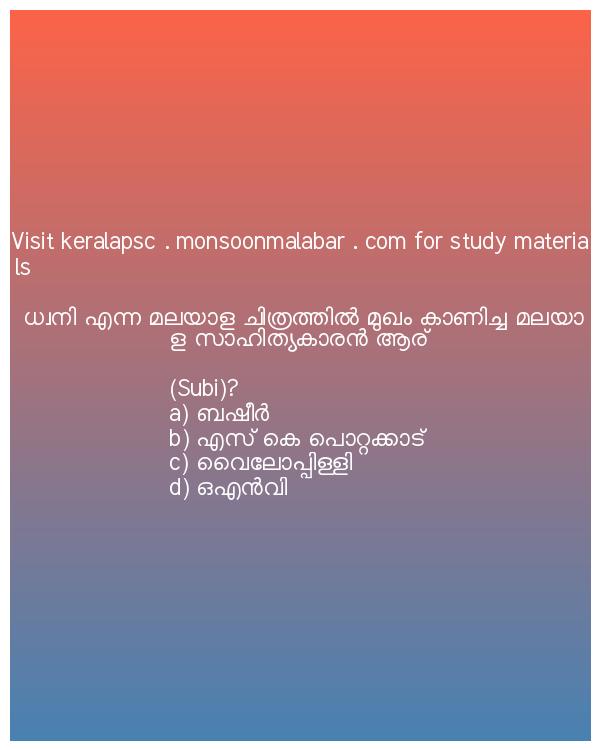 Visit keralapsc . monsoonmalabar . com for study materia
ls
ധ്വനി എന്ന മലയാള ചിത്രത്തിൽ മുഖം കാണിച്ച മലയാ
ള സാഹിത്യകാരൻ ആര്
(Subi)?
a) ബഷീർ
b) എസ് കെ പൊറ്റക്കാട്
c) വൈലോപ്പിള്ളി
d) ഒഎൻവി